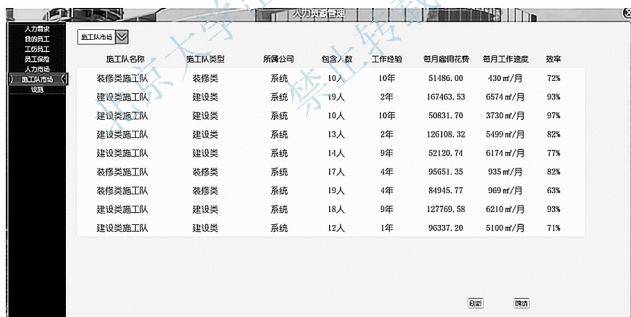 人力资源管理
人力需求
我的员工
工伤员工
员工保险
人力市场
施工队市场
设施
施工队市场
施工队名称 施工队类型 所属公司 包含人数 工作经验 每月雇佣花费 每月工作速度 效率
装修类施工队 装修类 系统 10人 10年 51486.00 430㎡/月 72%
建设类施工队 建设类 系统 19人 2年 167463.53 6574㎡/月 93%
建设类施工队 建设类 系统 10人 10年 50831.70 3730㎡/月 97%
建设类施工队 建设类 系统 13人 2年 126108.32 5499㎡/月 82%
建设类施工队 建设类 系统 14人 9年 52120.74 6174㎡/月 77%
装修类施工队 装修类 系统 17人 4年 95651.35 935㎡/月 82%
装修类施工队 装修类 系统 19人 4年 84945.77 969㎡/月 63%
建设类施工队 建设类 系统 18人 9年 127769.58 6210㎡/月 93%
建设类施工队 建设类 系统 12人 1年 96337.20 5100㎡/月 71%